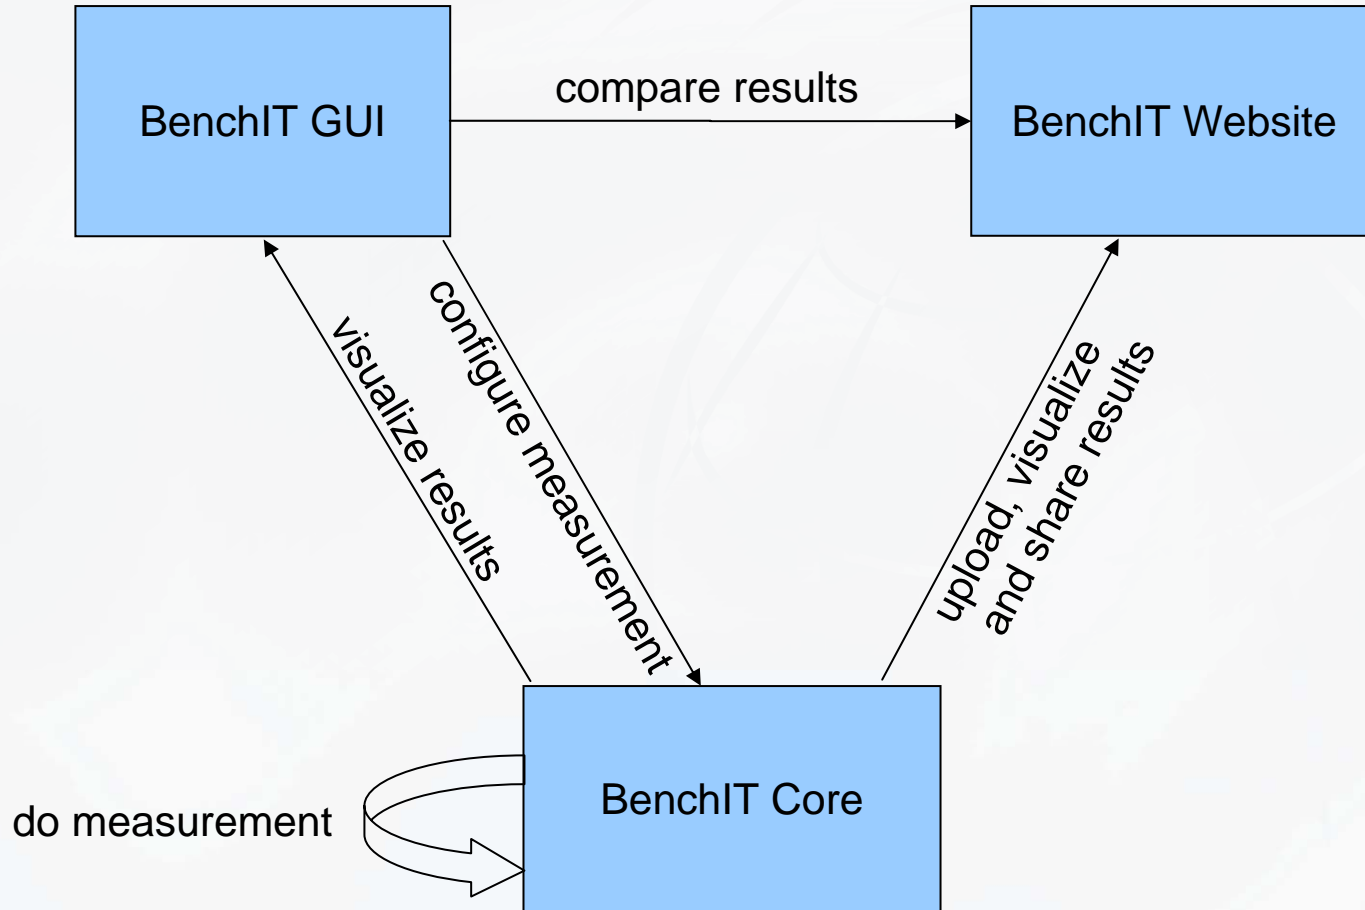 compare results
BenchIT GUI
BenchIT Website
visualize results
configure measurement
upload, visualize
and share results
do measurement
BenchIT Core